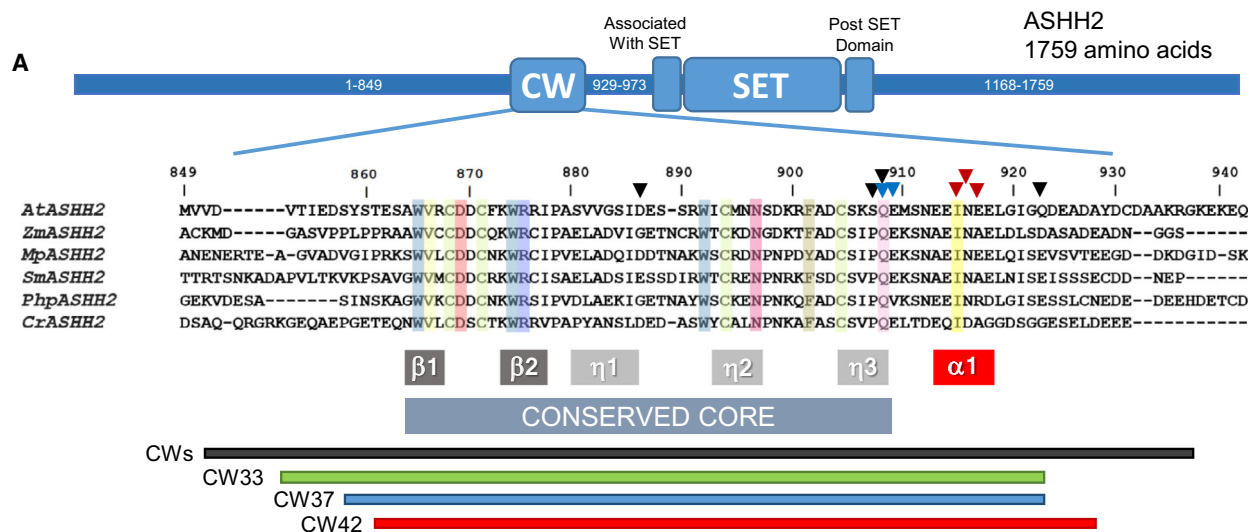 A
Associated
With SET
Post SET
Domain
ASHH2
1759 amino acids
1-849
CW
929-973
SET
1168-1759
849 860 870 880 890 900 910 920 930 940
AtASHH2 MVVD------VTIEDSYSTESAWVRCDDCFKWRRIPASVVGSIDES-SRWICMNNSDKRFADCSKSQEMSNEEINEELGIGQDEADAYDCDAAKRGKEKEQ
ZmASHH2 ACKMD-----GASVPPLPPRAAWVCCDDCQKWRCIPAELADVIGETNCRWTCKDNGDKTFADCSIPQEKSNAEINAELDLSDASADEADN-GGS------
MpASHH2 ANENERTE-AGVADVGIPRKSWVLCDDCNKWRCIPAVLADQIDDTNAKWTCRDNPNPDYADCSIPQEKSNAEINAELQISEVSVTEEGD-DKDGID-SK
SmASHH2 TTRTSNKADAPVLTKVKPSAVGWVMCDDCRKWRCISAELADSIESSDIRWTCRENPNRKFSDCSVPQEKSNAEINAELSEISSSECDD--NEP------
PhpASHH2 GEKVDESA-----SINSKAGWVKCDDCNKWRSIPVDLAEKIGETNAYWSCKENPNKQFADCSIPQVKSNEEINRDLGISESSLCNEDE-DEEHDETCD
CrASHH2 DSAQ-QRGRKGEQAEPGETEQNWVLCDSCTKWRRVPAPYANSLDED-ASWYCALNPNKAFASCSVPQELTDEQIDAGGDSGGESELDEEE----------
β1 β2 η1 η2 η3 α1
CONSERVED CORE
CWs
CW33
CW37
CW42